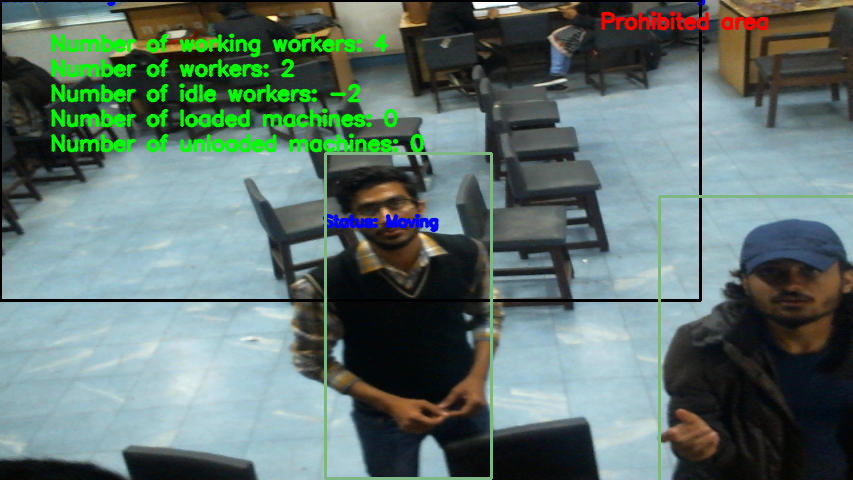 Prohibited area
Number of working workers: 4
Number of workers: 2
Number of idle workers: -2
Number of loaded machines: 0
Number of unloaded machines: 0
Status: Moving